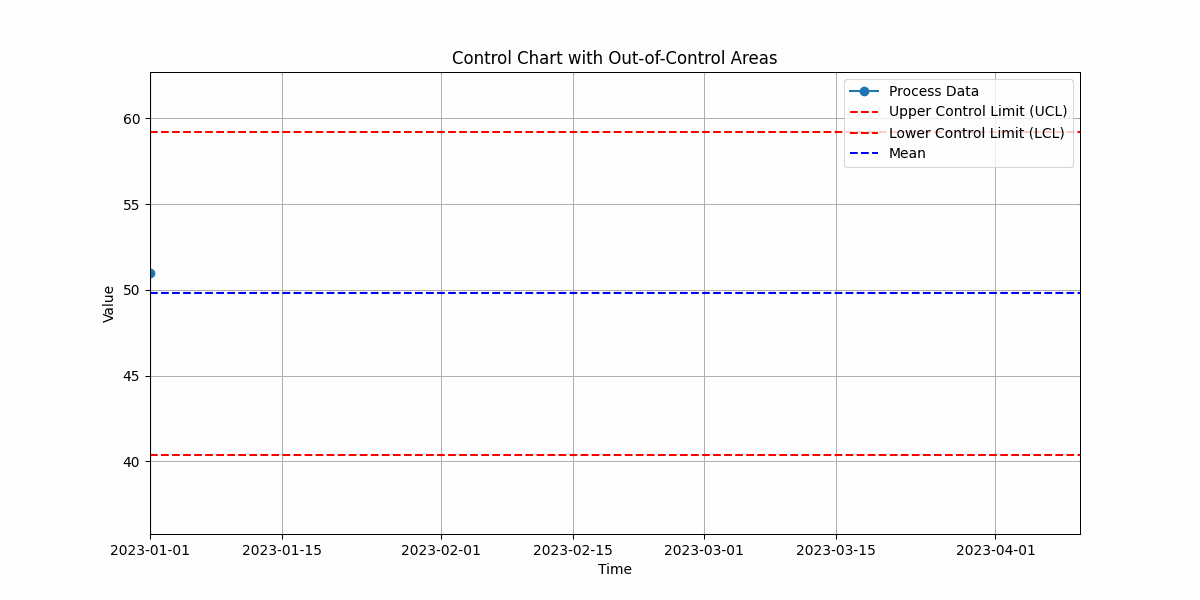 Control Chart with Out-of-Control Areas
Process Data
Upper Control Limit (UCL)
Lower Control Limit (LCL)
Mean
60
55
50
45
40
Value
2023-01-01 2023-01-15 2023-02-01 2023-02-15 2023-03-01 2023-03-15 2023-04-01
Time